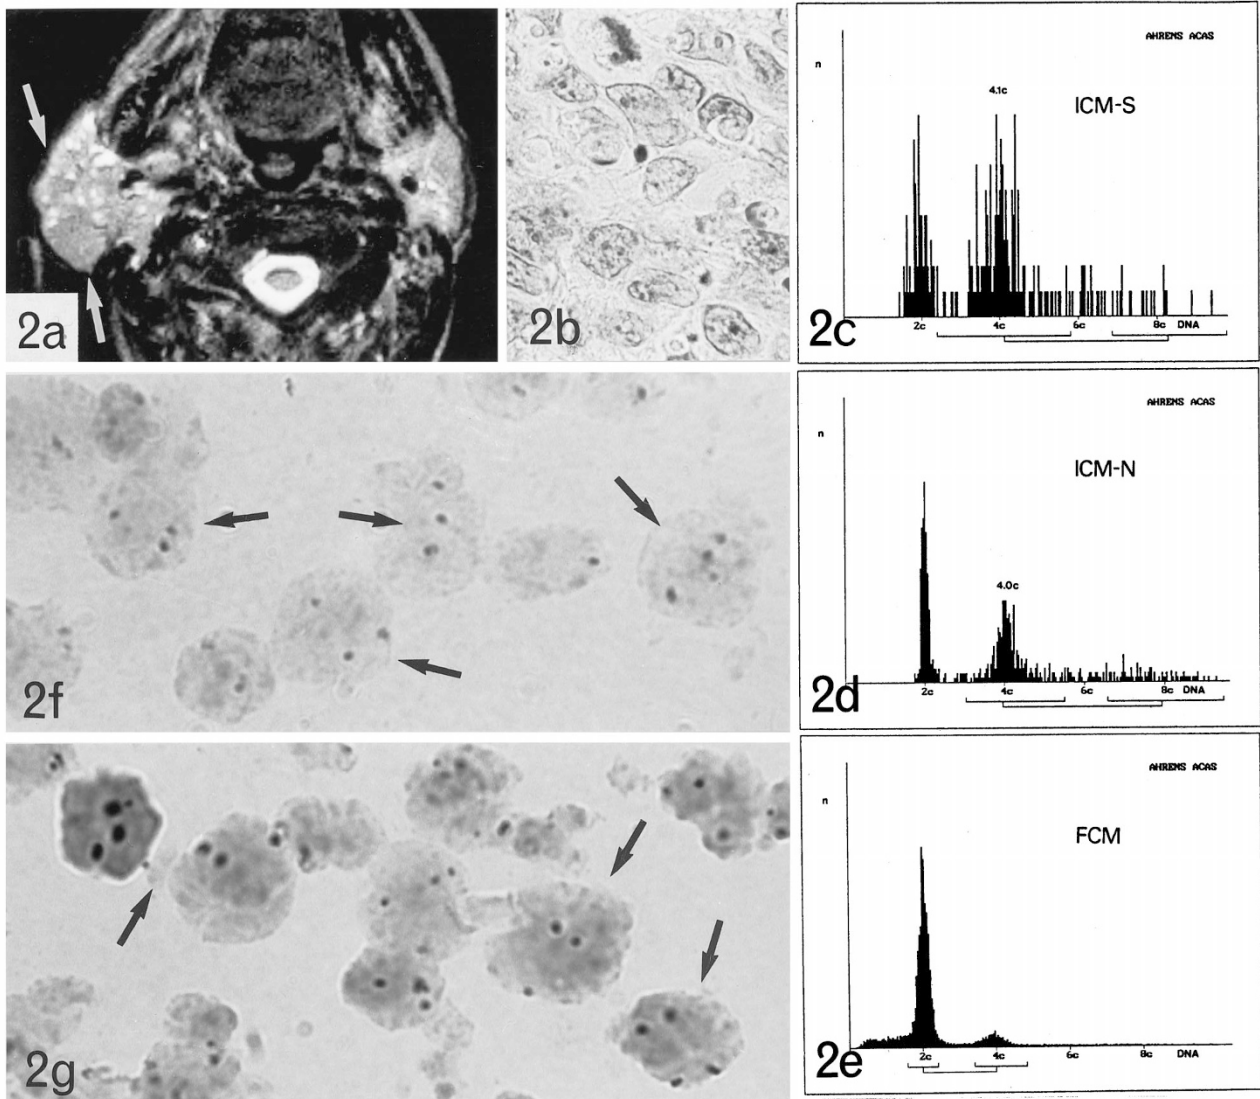 2a
2b
AHRENS ACAS
n
4.1c
ICM-S
2c 4c 6c 8c DNA
2c
AHRENS ACAS
n
ICM-N
4.0c
2c 4c 6c 8c DNA
2d
AHRENS ACAS
n
FCM
2c 4c 6c 8c DNA
2e
2f
2g